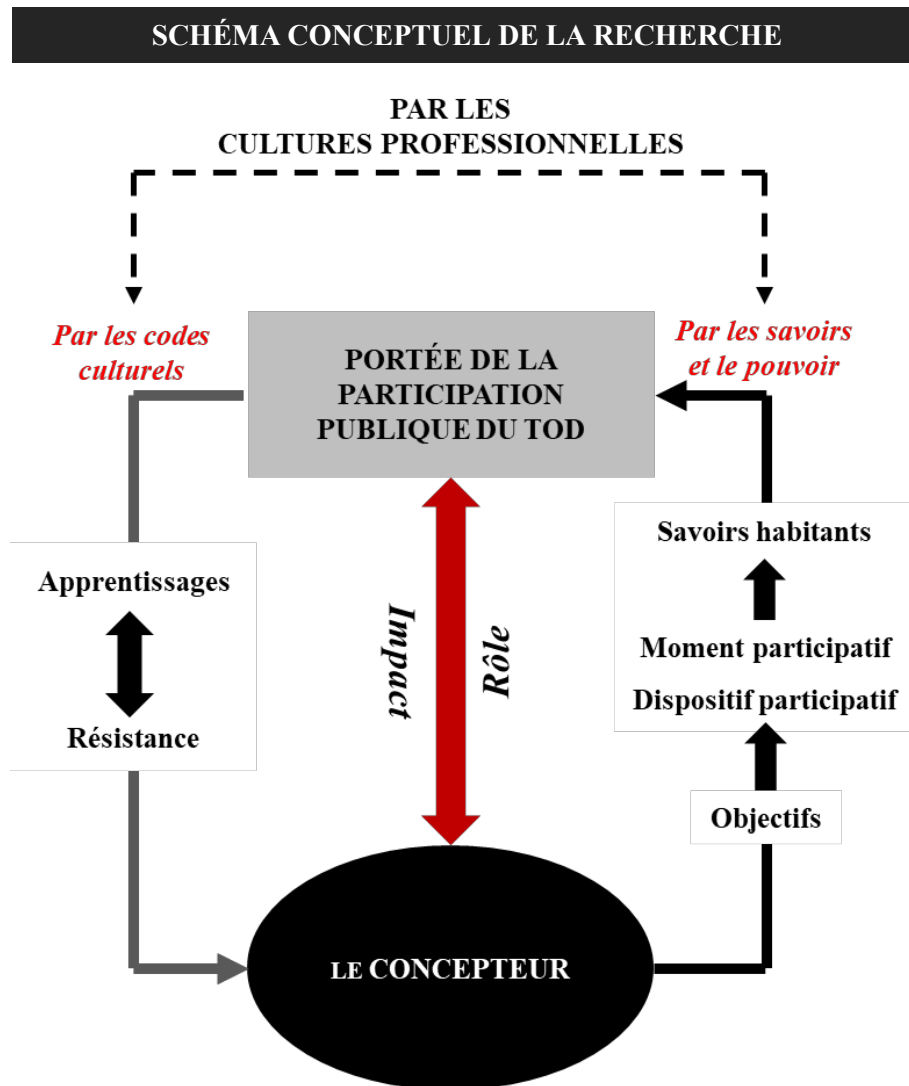 SCHÉMA CONCEPTUEL DE LA RECHERCHE
PAR LES
CULTURES PROFESSIONNELLES
Par les codes
culturels
PORTÉE DE LA
PARTICIPATION
PUBLIQUE DU TOD
Par les savoirs
et le pouvoir
Apprentissages
Résistance
Impact
Rôle
Savoirs habitants
Moment participatif
Dispositif participatif
Objectifs
LE CONCEPTEUR